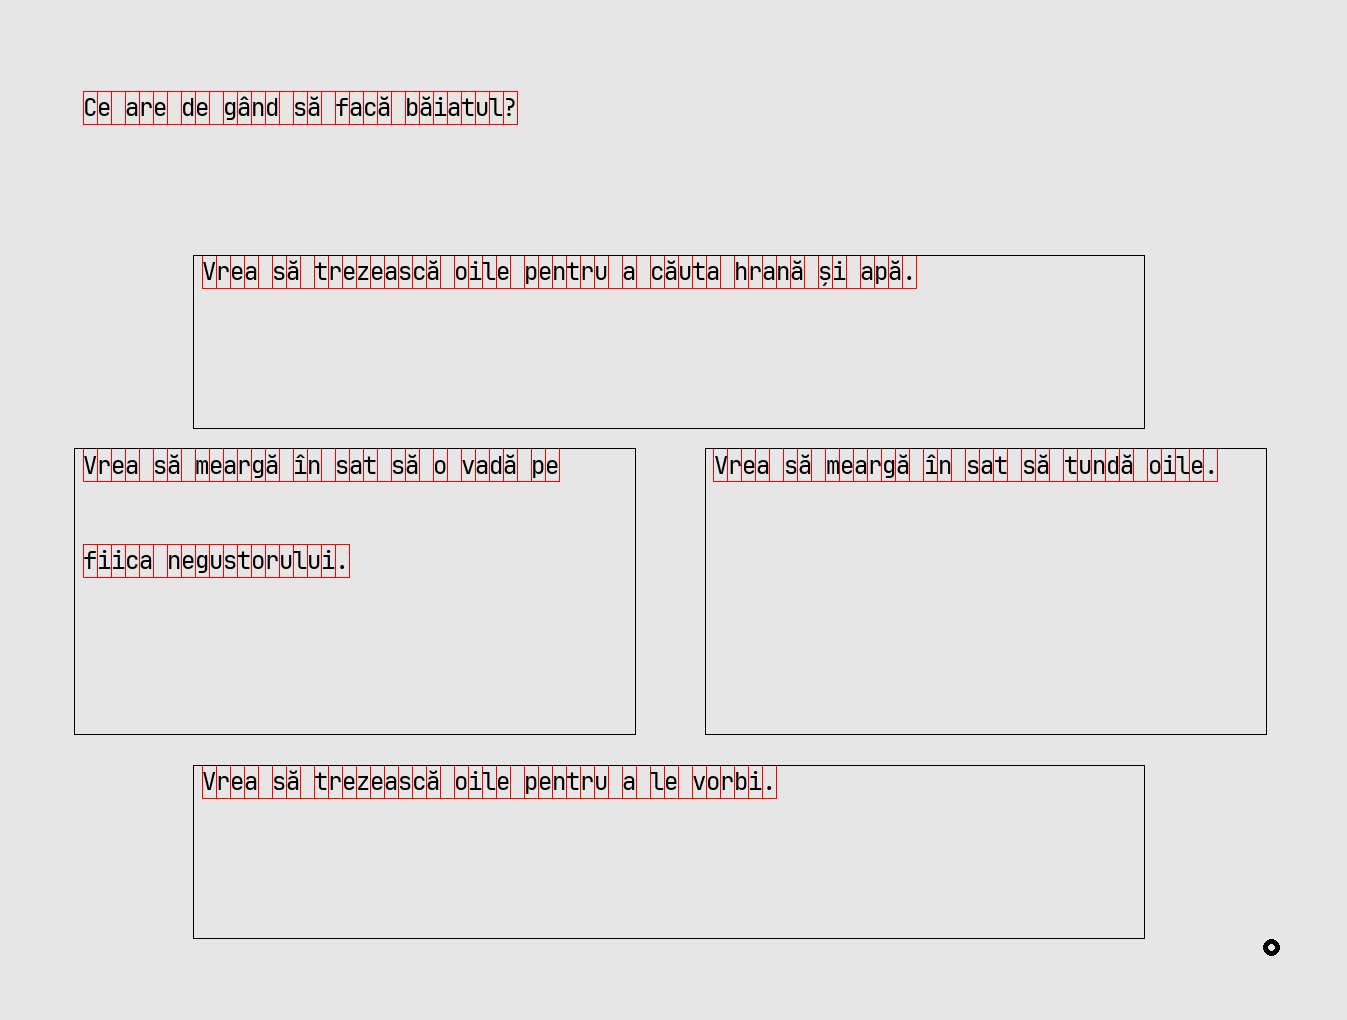 Ce are de gând să facă băiatul?
Vrea să trezească oile pentru a căuta hrană și apă.
Vrea să meargă în sat să o vadă pe
fiica negustorului.
Vrea să meargă în sat să tundă oile.
Vrea să trezească oile pentru a le vorbi.